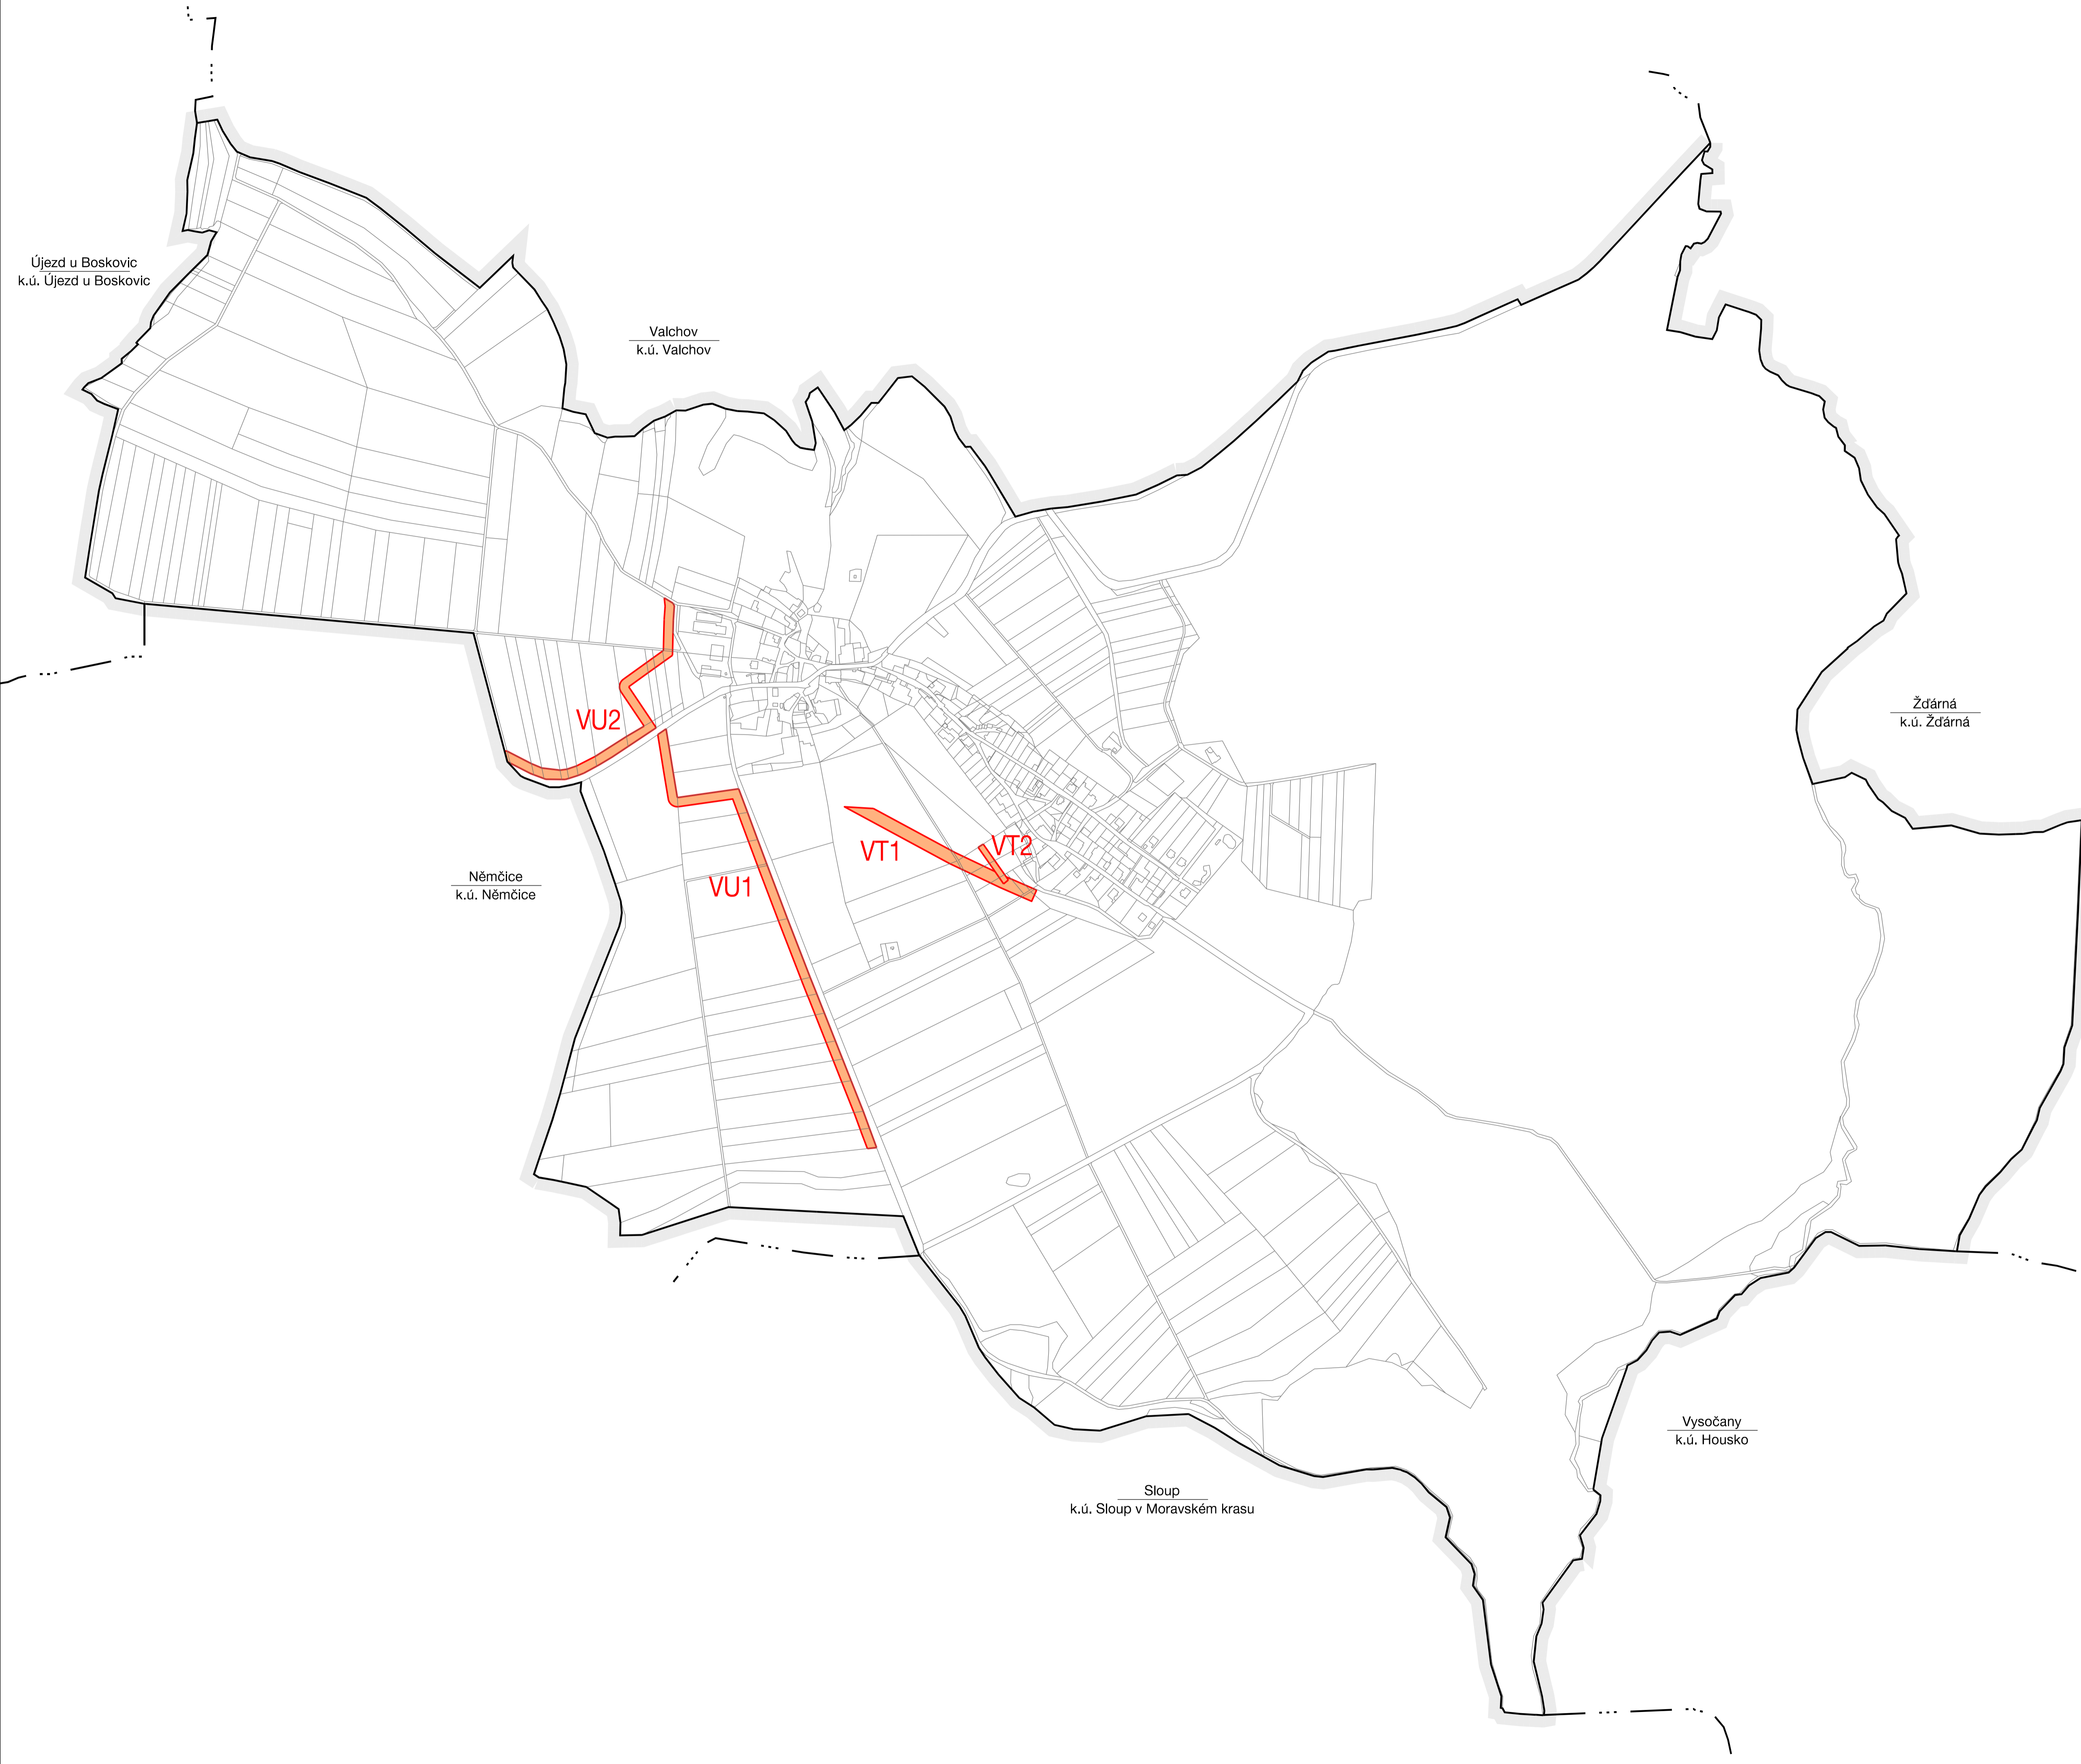 Újezd u Boskovic
k.ú. Újezd u Boskovic
Valchov
k.ú. Valchov
Žďárná
k.ú. Žďárná
VU2
VT2
VT1
VU1
Němčice
k.ú. Němčice
Vysočany
k.ú. Housko
Sloup
k.ú. Sloup v Moravském krasu